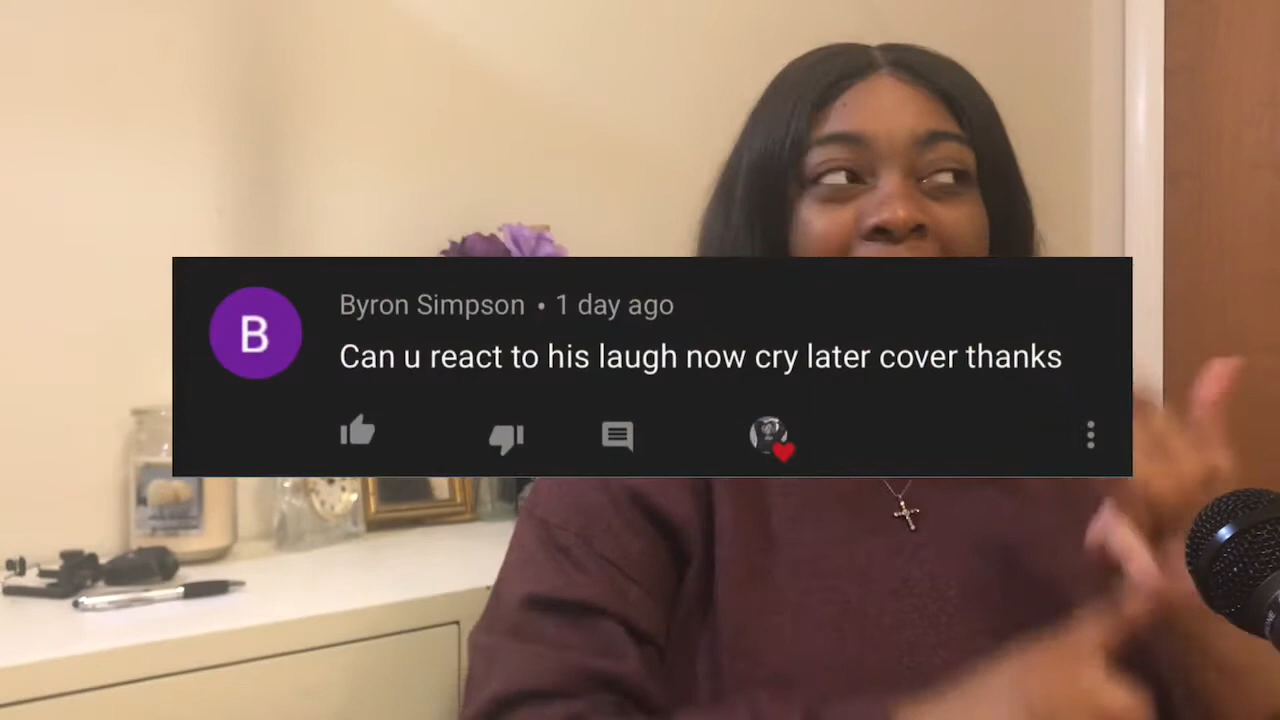 B
Byron Simpson • 1 day ago
Can u react to his laugh now cry later cover thanks